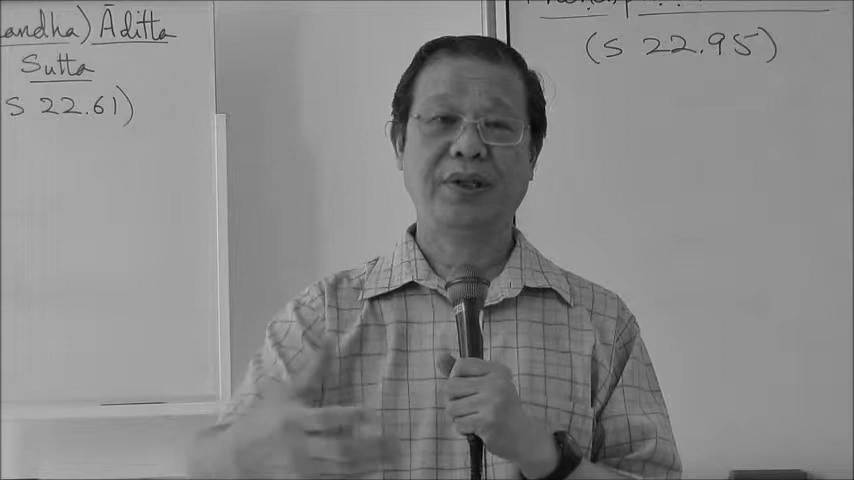 andha) Āditta
Sutta
S 22.61)
(S 22.95)